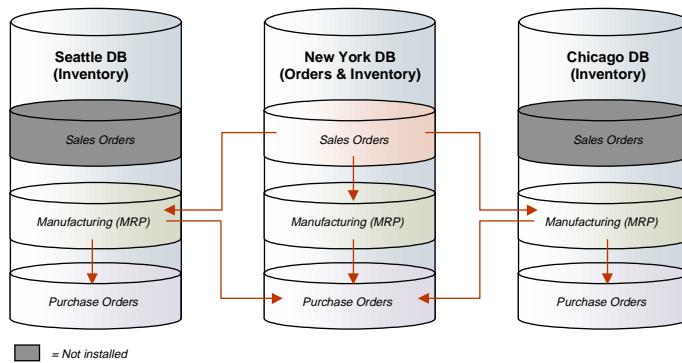 Seattle DB
(Inventory)
New York DB
(Orders & Inventory)
Chicago DB
(Inventory)
Sales Orders
Sales Orders
Sales Orders
Manufacturing (MRP)
Manufacturing (MRP)
Manufacturing (MRP)
Purchase Orders
Purchase Orders
Purchase Orders
= Not installed